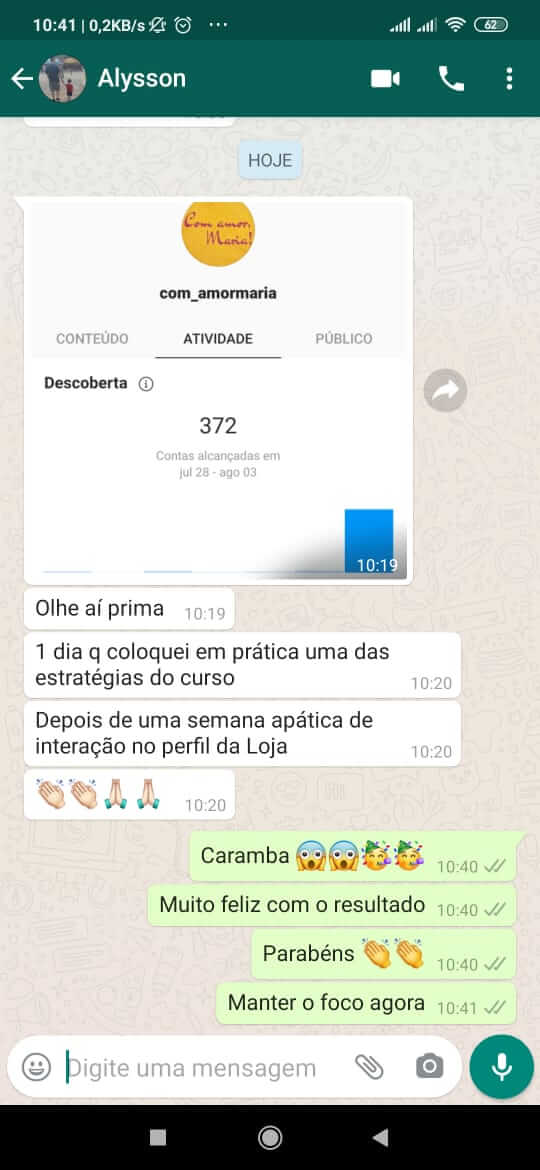 10:41 | 0,2KB/s ... 62
Alysson
HOJE
Com amor,
Maria!
com_amormaria
CONTEÚDO ATIVIDADE PÚBLICO
Descoberta
372
Contas alcançadas em
jul 28 - ago 03
10:19
Olhe aí prima 10:19
1 dia q coloquei em prática uma das
estratégias do curso 10:20
Depois de uma semana apática de
interação no perfil da Loja 10:20
👏🏻👏🏻🙏🏻🙏🏻 10:20
Caramba 😱😱🥳🥳 10:40
Muito feliz com o resultado 10:40
Parabéns 👏👏 10:40
Manter o foco agora 10:41
Digite uma mensagem